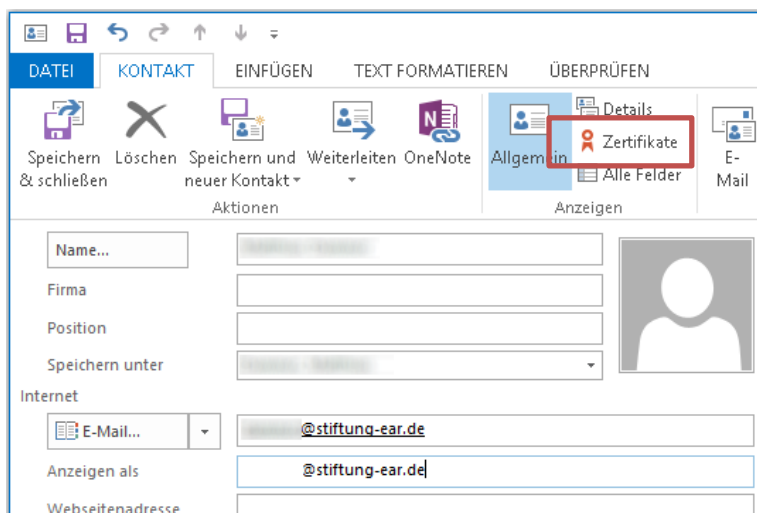 DATEI KONTAKT EINFÜGEN TEXT FORMATIEREN ÜBERPRÜFEN
Speichern & schließen
Löschen
Speichern und neuer Kontakt
Weiterleiten
OneNote
Allgemein
Details
Zertifikate
Alle Felder
E-Mail
Aktionen Anzeigen
Name...
Firma
Position
Speichern unter
Internet
E-Mail... @stiftung-ear.de
Anzeigen als @stiftung-ear.de
Webseitenadresse